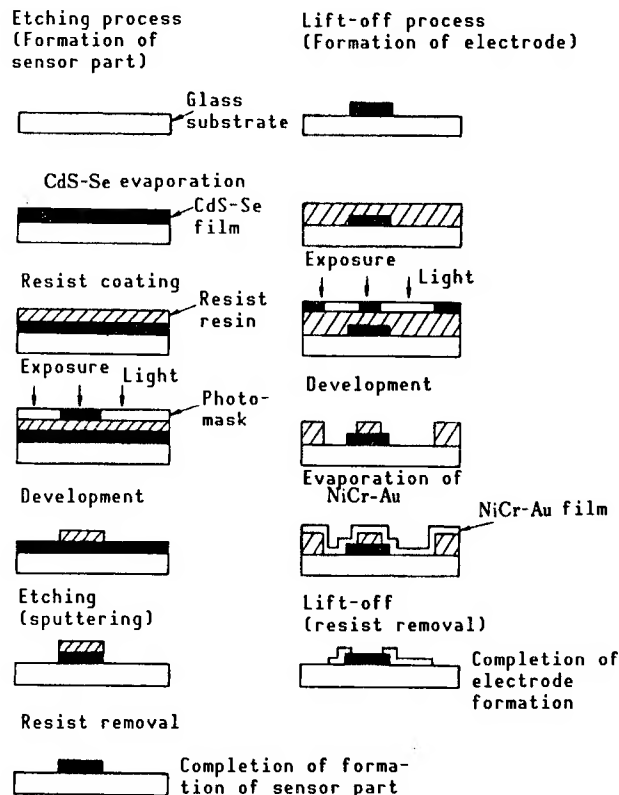 Etching process
(Formation of
sensor part)
Glass
substrate
CdS-Se evaporation
CdS-Se
film
Resist coating
Resist
resin
Exposure
Light
Photo-
mask
Development
Etching
(sputtering)
Resist removal
Completion of forma-
tion of sensor part
Lift-off process
(Formation of electrode)
Exposure
Light
Development
Evaporation of
NiCr-Au
NiCr-Au film
Lift-off
(resist removal)
Completion of
electrode
formation